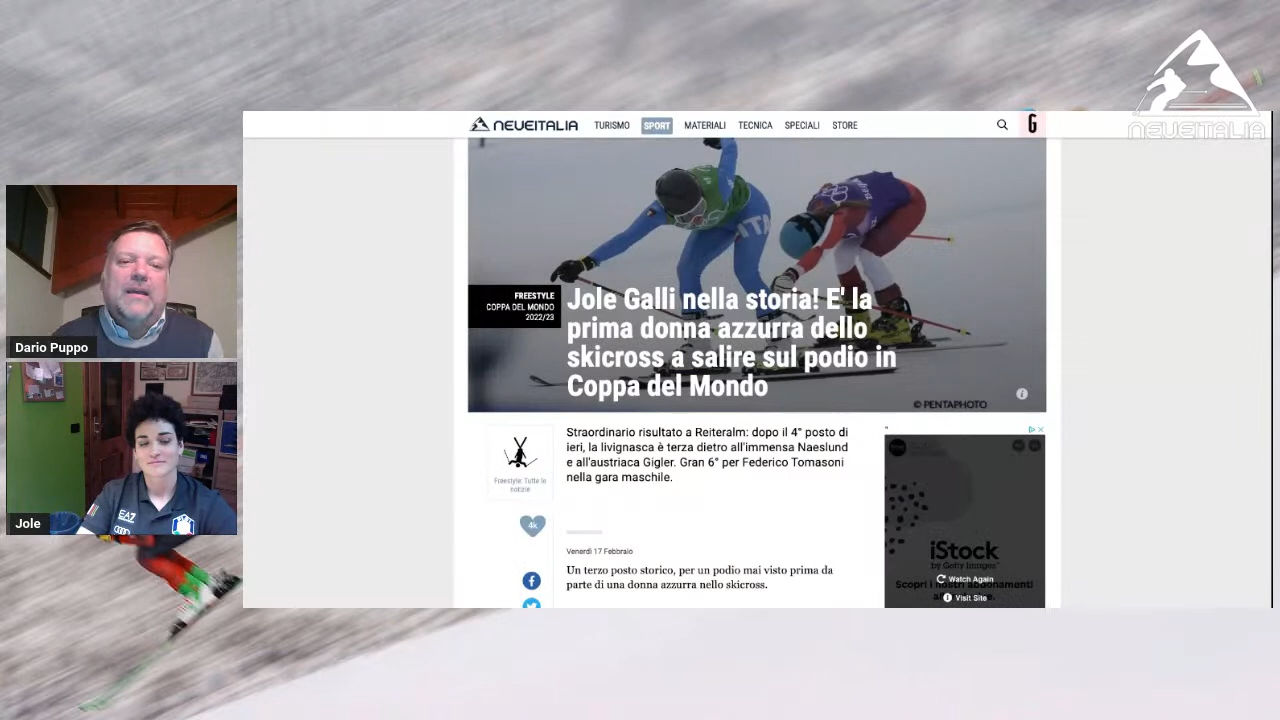 NEVEITALIA
NEVEITALIA
TURISMO
SPORT
MATERIALI
TECNICA
SPECIALI
STORE
G
ITA
FREESTYLE
COPPA DEL MONDO
2022/23
Jole Galli nella storia! E' la
prima donna azzurra dello
skicross a salire sul podio in
Coppa del Mondo
© PENTAPHOTO
Dario Puppo
EA7
Jole
Straordinario risultato a Reiteralm: dopo il 4° posto di
ieri, la livignasca è terza dietro all'immensa Naeslund
e all'austriaca Gigler. Gran 6° per Federico Tomasoni
nella gara maschile.
Freestyle: Tutte le
notizie
4k
Venerdì 17 Febbraio
Un terzo posto storico, per un podio mai visto prima da
parte di una donna azzurra nello skicross.
iStock
by Getty Images
Watch Again
Scopri i nostri abbonamenti
Visit Site